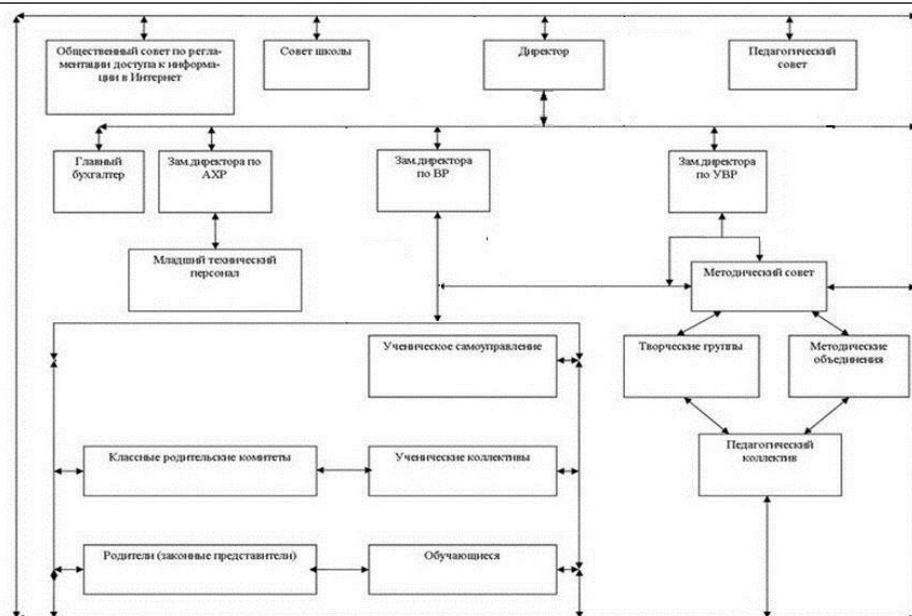 Общественный совет по регла-
ментации доступа к информа-
ции в Интернет
Совет школы
Директор
Педагогический
совет
Главный
бухгалтер
Зам.директора по
АХР
Зам.директора
по ВР
Зам.директора
по УВР
Младший технический
персонал
Методический совет
Ученическое самоуправление
Творческие группы
Методические
объединения
Классные родительские комитеты
Ученические коллективы
Педагогический
коллектив
Родители (законные представители)
Обучающиеся